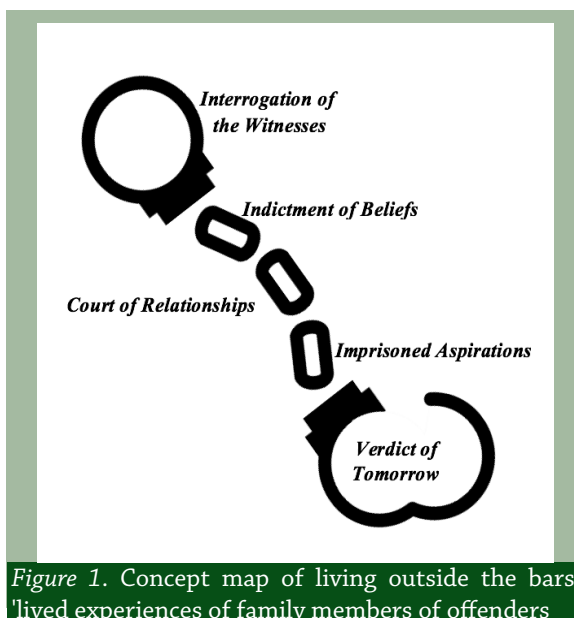 Interrogation of
the Witnesses
Indictment of Beliefs
Court of Relationships
Imprisoned Aspirations
Verdict of
Tomorrow
Figure 1. Concept map of living outside the bars
'lived experiences of family members of offenders